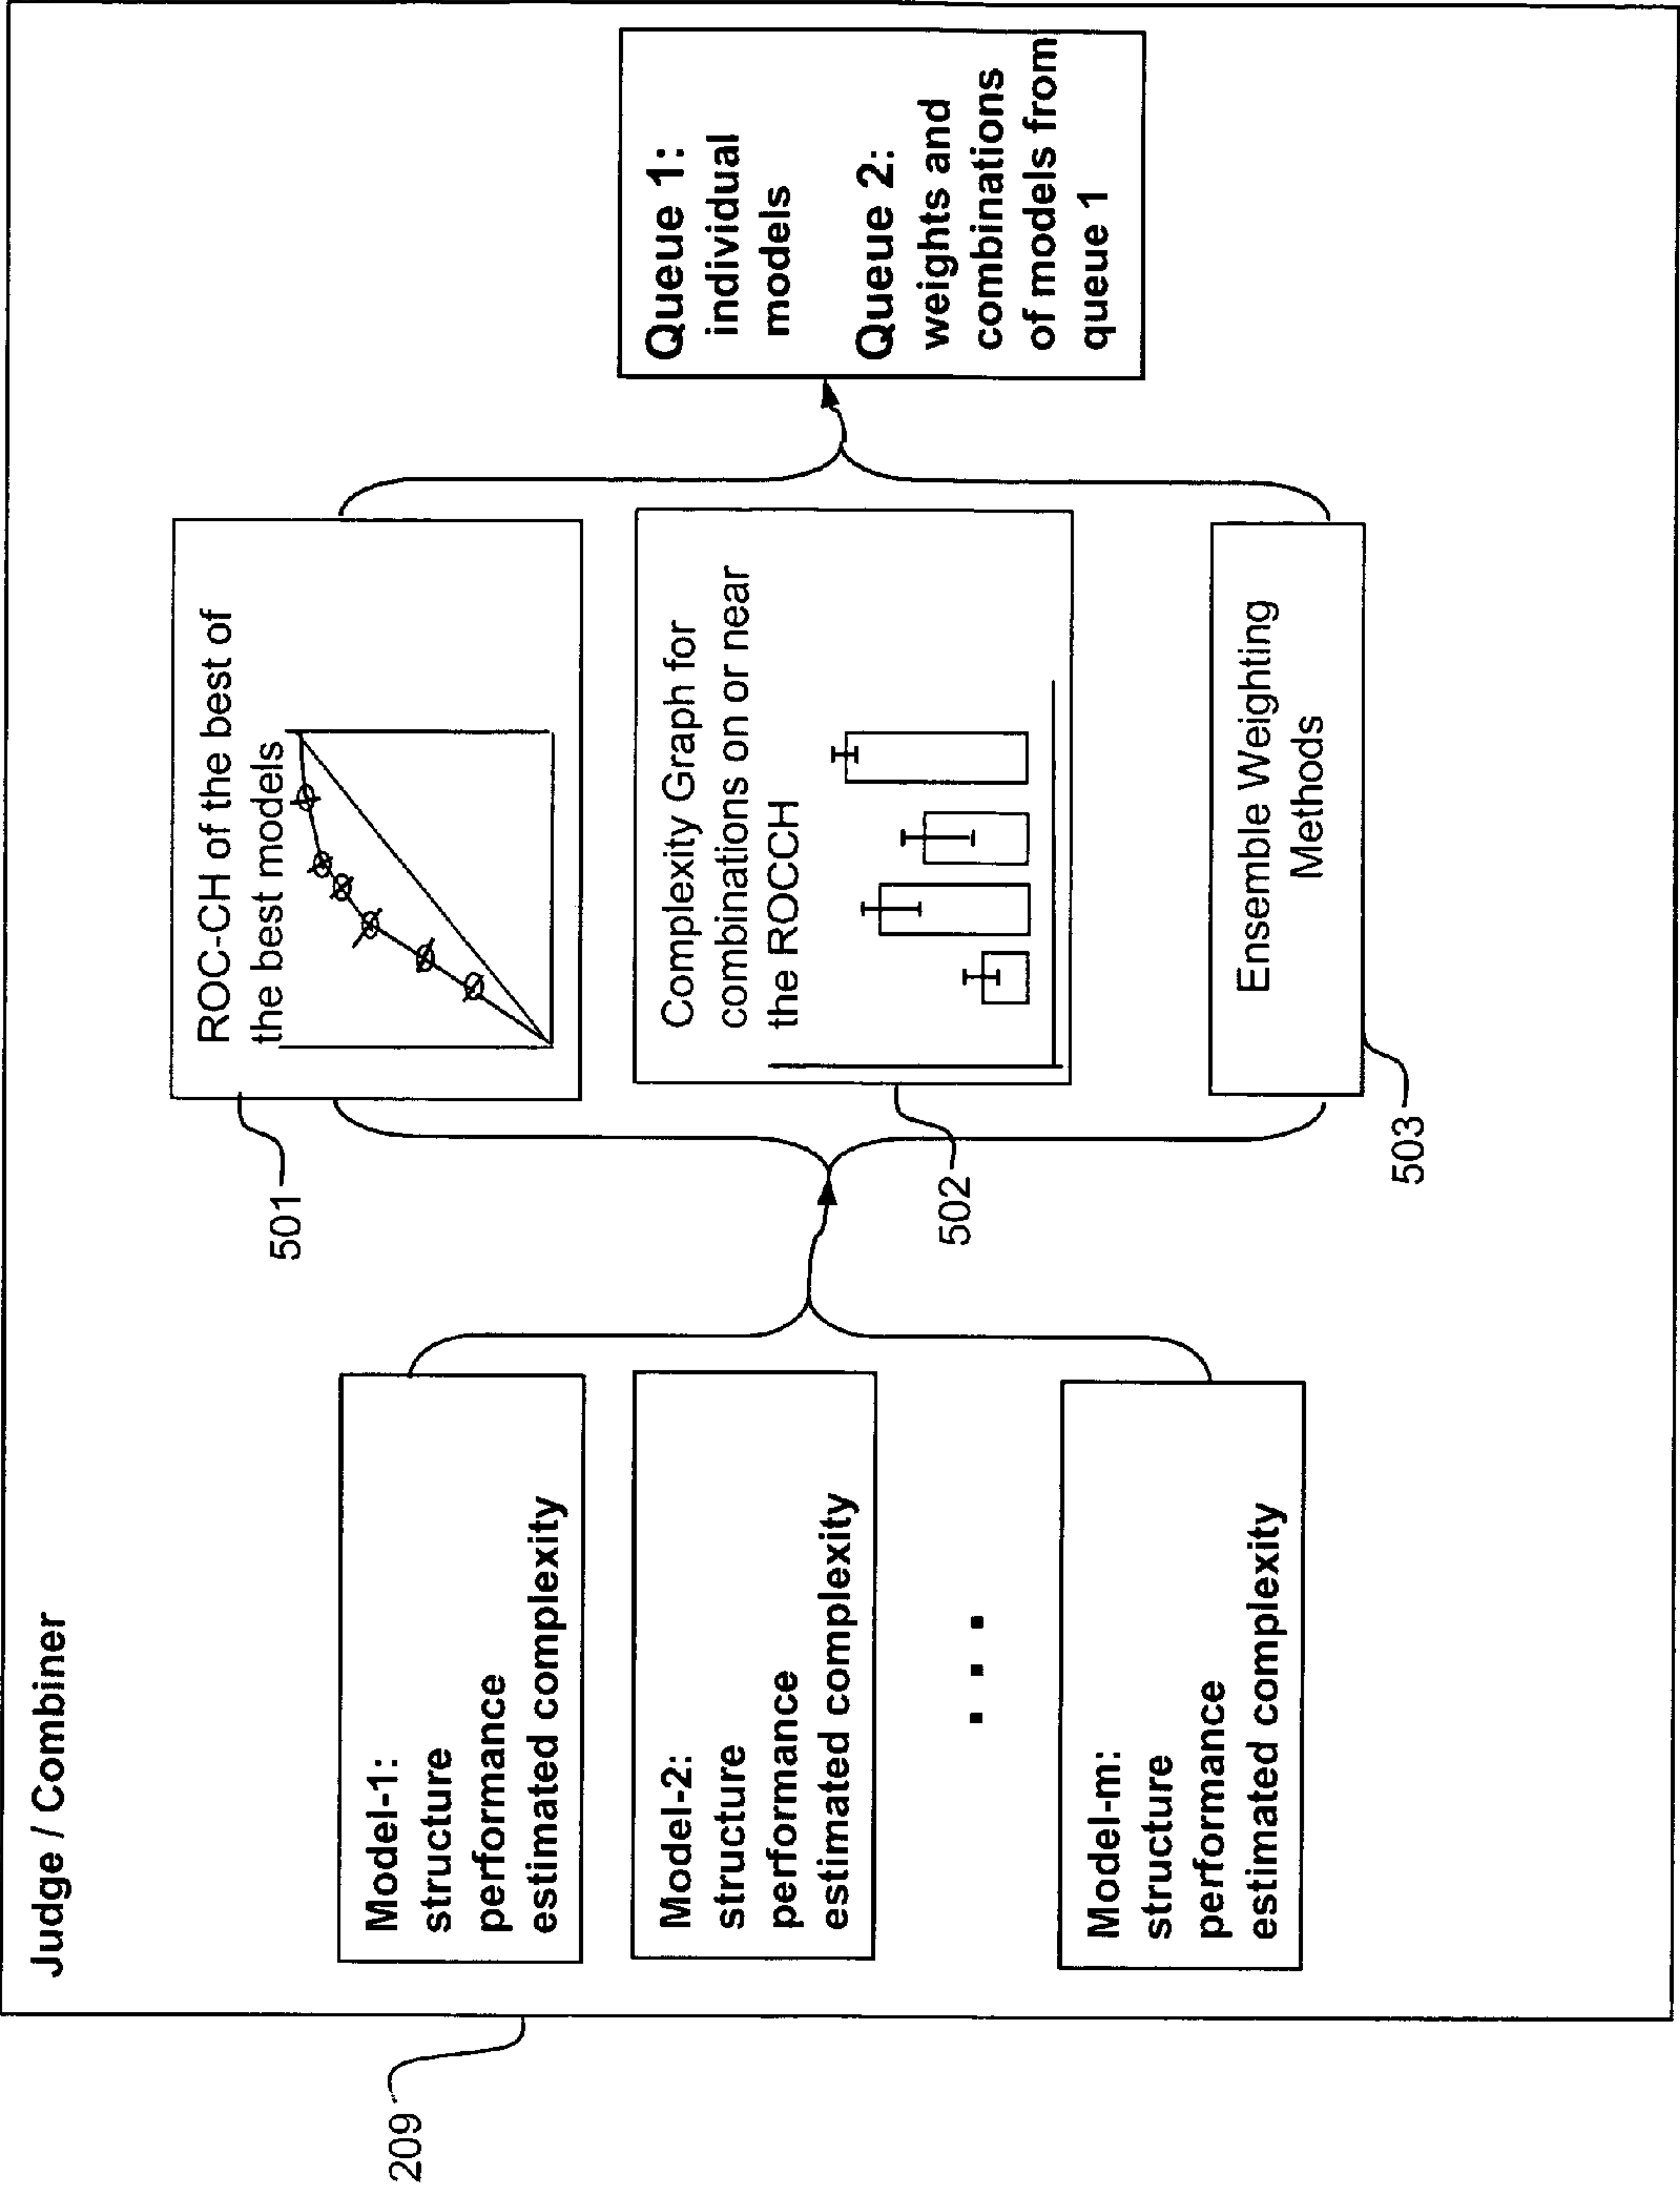 Judge / Combiner
209
Model-1:
structure
performance
estimated complexity
Model-2:
structure
performance
estimated complexity
. . .
Model-m:
structure
performance
estimated complexity
501
ROC-CH of the best of
the best models
502
Complexity Graph for
combinations on or near
the ROCCH
503
Ensemble Weighting
Methods
Queue 1:
individual
models
Queue 2:
weights and
combinations
of models from
queue 1